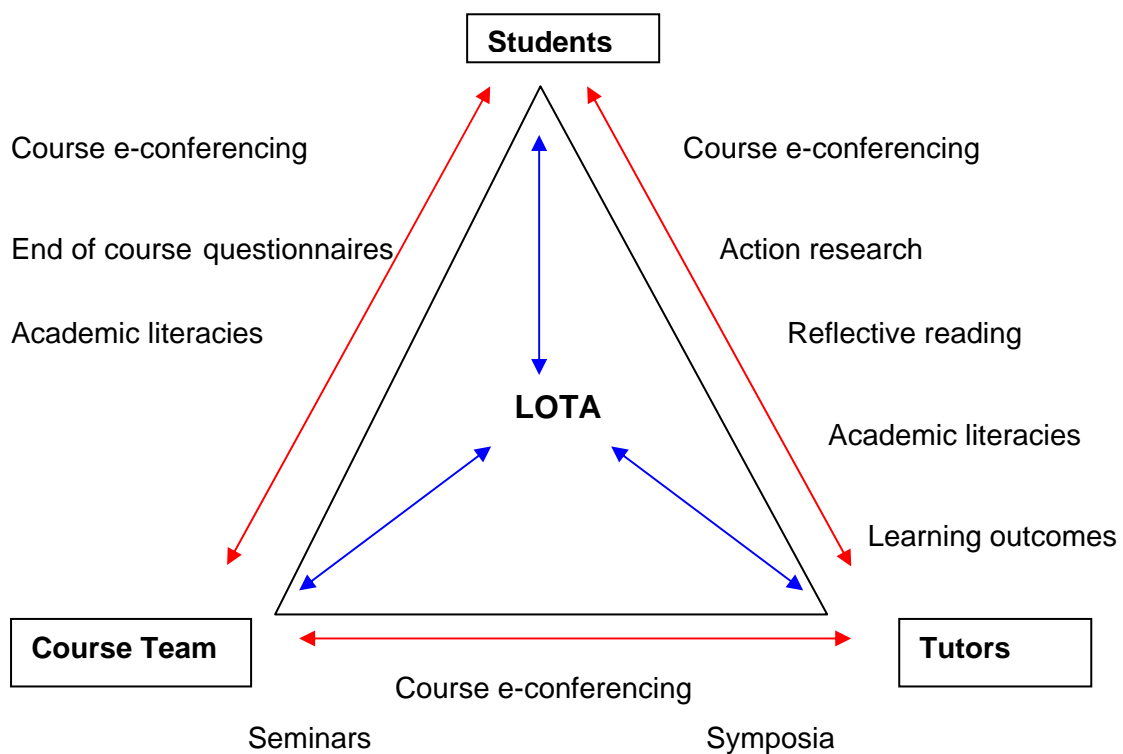 Students
Course e-conferencing
Course e-conferencing
End of course questionnaires
Action research
Academic literacies
Reflective reading
LOTA
Academic literacies
Learning outcomes
Course Team
Tutors
Course e-conferencing
Seminars
Symposia